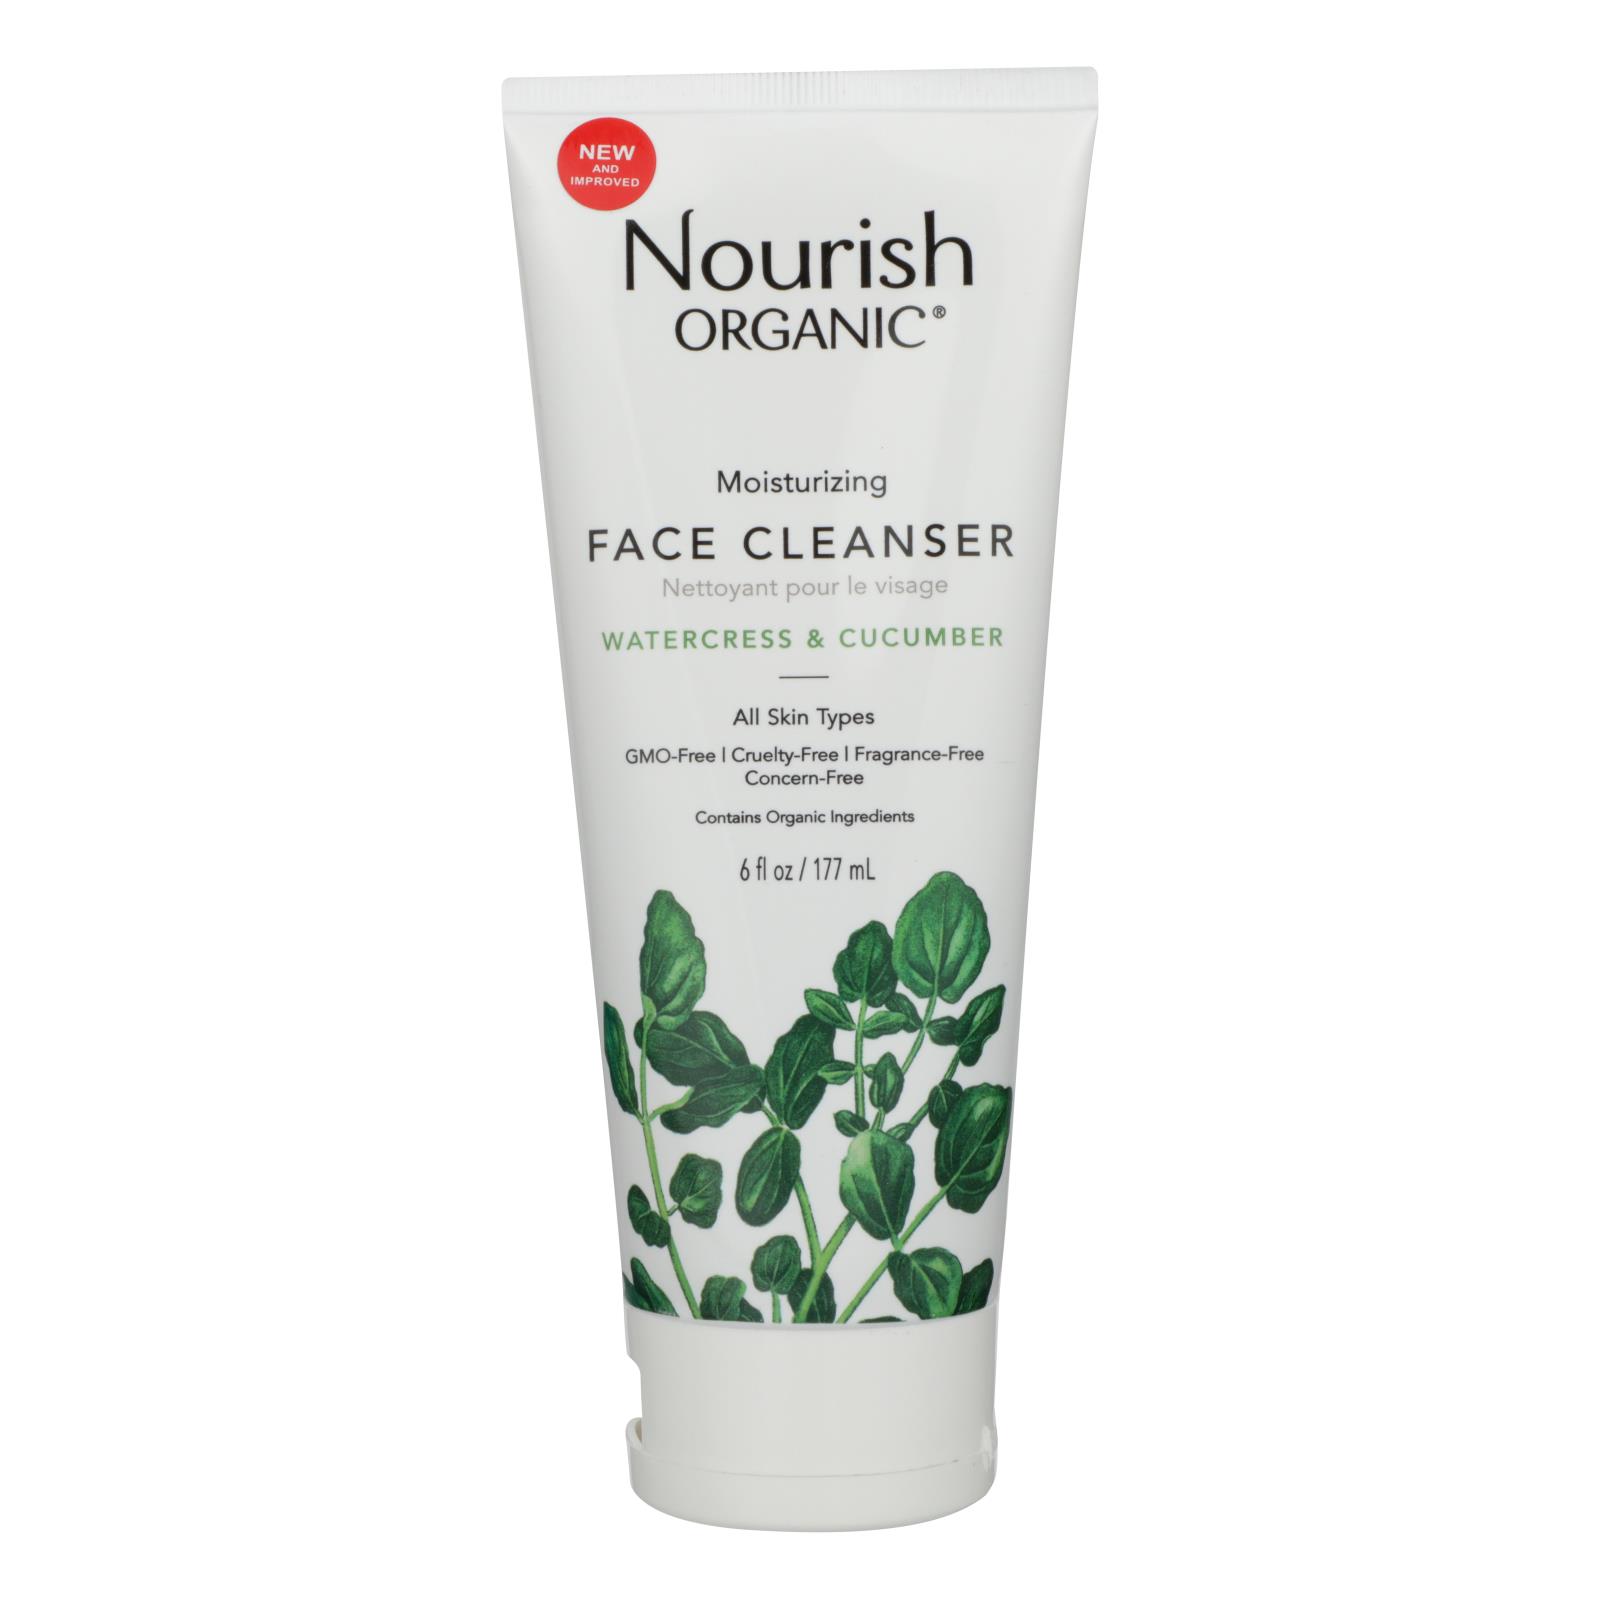 NEW
AND
IMPROVED
Nourish
ORGANIC®
Moisturizing
FACE CLEANSER
Nettoyant pour le visage
WATERCRESS & CUCUMBER
All Skin Types
GMO-Free | Cruelty-Free | Fragrance-Free
Concern-Free
Contains Organic Ingredients
6 fl oz / 177 mL